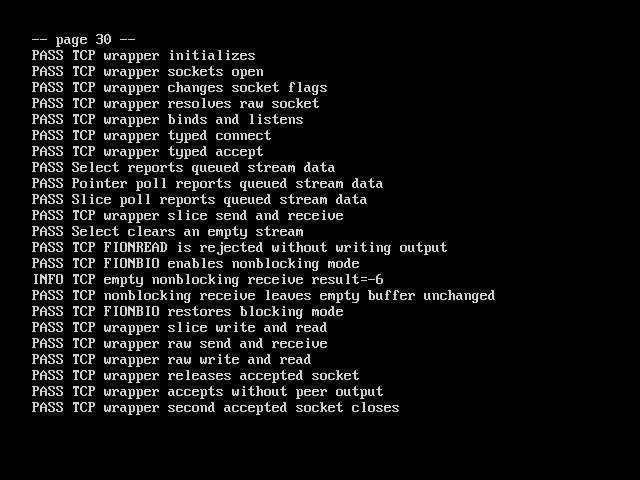 -- page 30 --
PASS TCP wrapper initializes
PASS TCP wrapper sockets open
PASS TCP wrapper changes socket flags
PASS TCP wrapper resolves raw socket
PASS TCP wrapper binds and listens
PASS TCP wrapper typed connect
PASS TCP wrapper typed accept
PASS Select reports queued stream data
PASS Pointer poll reports queued stream data
PASS Slice poll reports queued stream data
PASS TCP wrapper slice send and receive
PASS Select clears an empty stream
PASS TCP FIONREAD is rejected without writing output
PASS TCP FIONBIO enables nonblocking mode
INFO TCP empty nonblocking receive result=-6
PASS TCP nonblocking receive leaves empty buffer unchanged
PASS TCP FIONBIO restores blocking mode
PASS TCP wrapper slice write and read
PASS TCP wrapper raw send and receive
PASS TCP wrapper raw write and read
PASS TCP wrapper releases accepted socket
PASS TCP wrapper accepts without peer output
PASS TCP wrapper second accepted socket closes